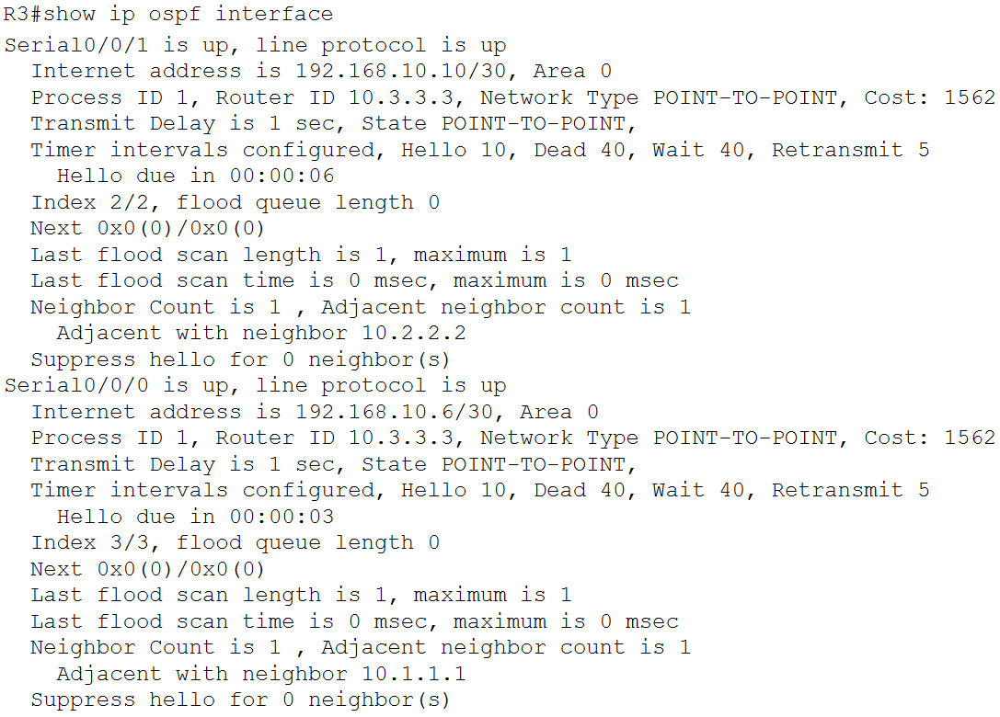 R3#show ip ospf interface
Serial0/0/1 is up, line protocol is up
  Internet address is 192.168.10.10/30, Area 0
  Process ID 1, Router ID 10.3.3.3, Network Type POINT-TO-POINT, Cost: 1562
  Transmit Delay is 1 sec, State POINT-TO-POINT,
  Timer intervals configured, Hello 10, Dead 40, Wait 40, Retransmit 5
    Hello due in 00:00:06
  Index 2/2, flood queue length 0
  Next 0x0(0)/0x0(0)
  Last flood scan length is 1, maximum is 1
  Last flood scan time is 0 msec, maximum is 0 msec
  Neighbor Count is 1 , Adjacent neighbor count is 1
    Adjacent with neighbor 10.2.2.2
  Suppress hello for 0 neighbor(s)
Serial0/0/0 is up, line protocol is up
  Internet address is 192.168.10.6/30, Area 0
  Process ID 1, Router ID 10.3.3.3, Network Type POINT-TO-POINT, Cost: 1562
  Transmit Delay is 1 sec, State POINT-TO-POINT,
  Timer intervals configured, Hello 10, Dead 40, Wait 40, Retransmit 5
    Hello due in 00:00:03
  Index 3/3, flood queue length 0
  Next 0x0(0)/0x0(0)
  Last flood scan length is 1, maximum is 1
  Last flood scan time is 0 msec, maximum is 0 msec
  Neighbor Count is 1 , Adjacent neighbor count is 1
    Adjacent with neighbor 10.1.1.1
  Suppress hello for 0 neighbor(s)